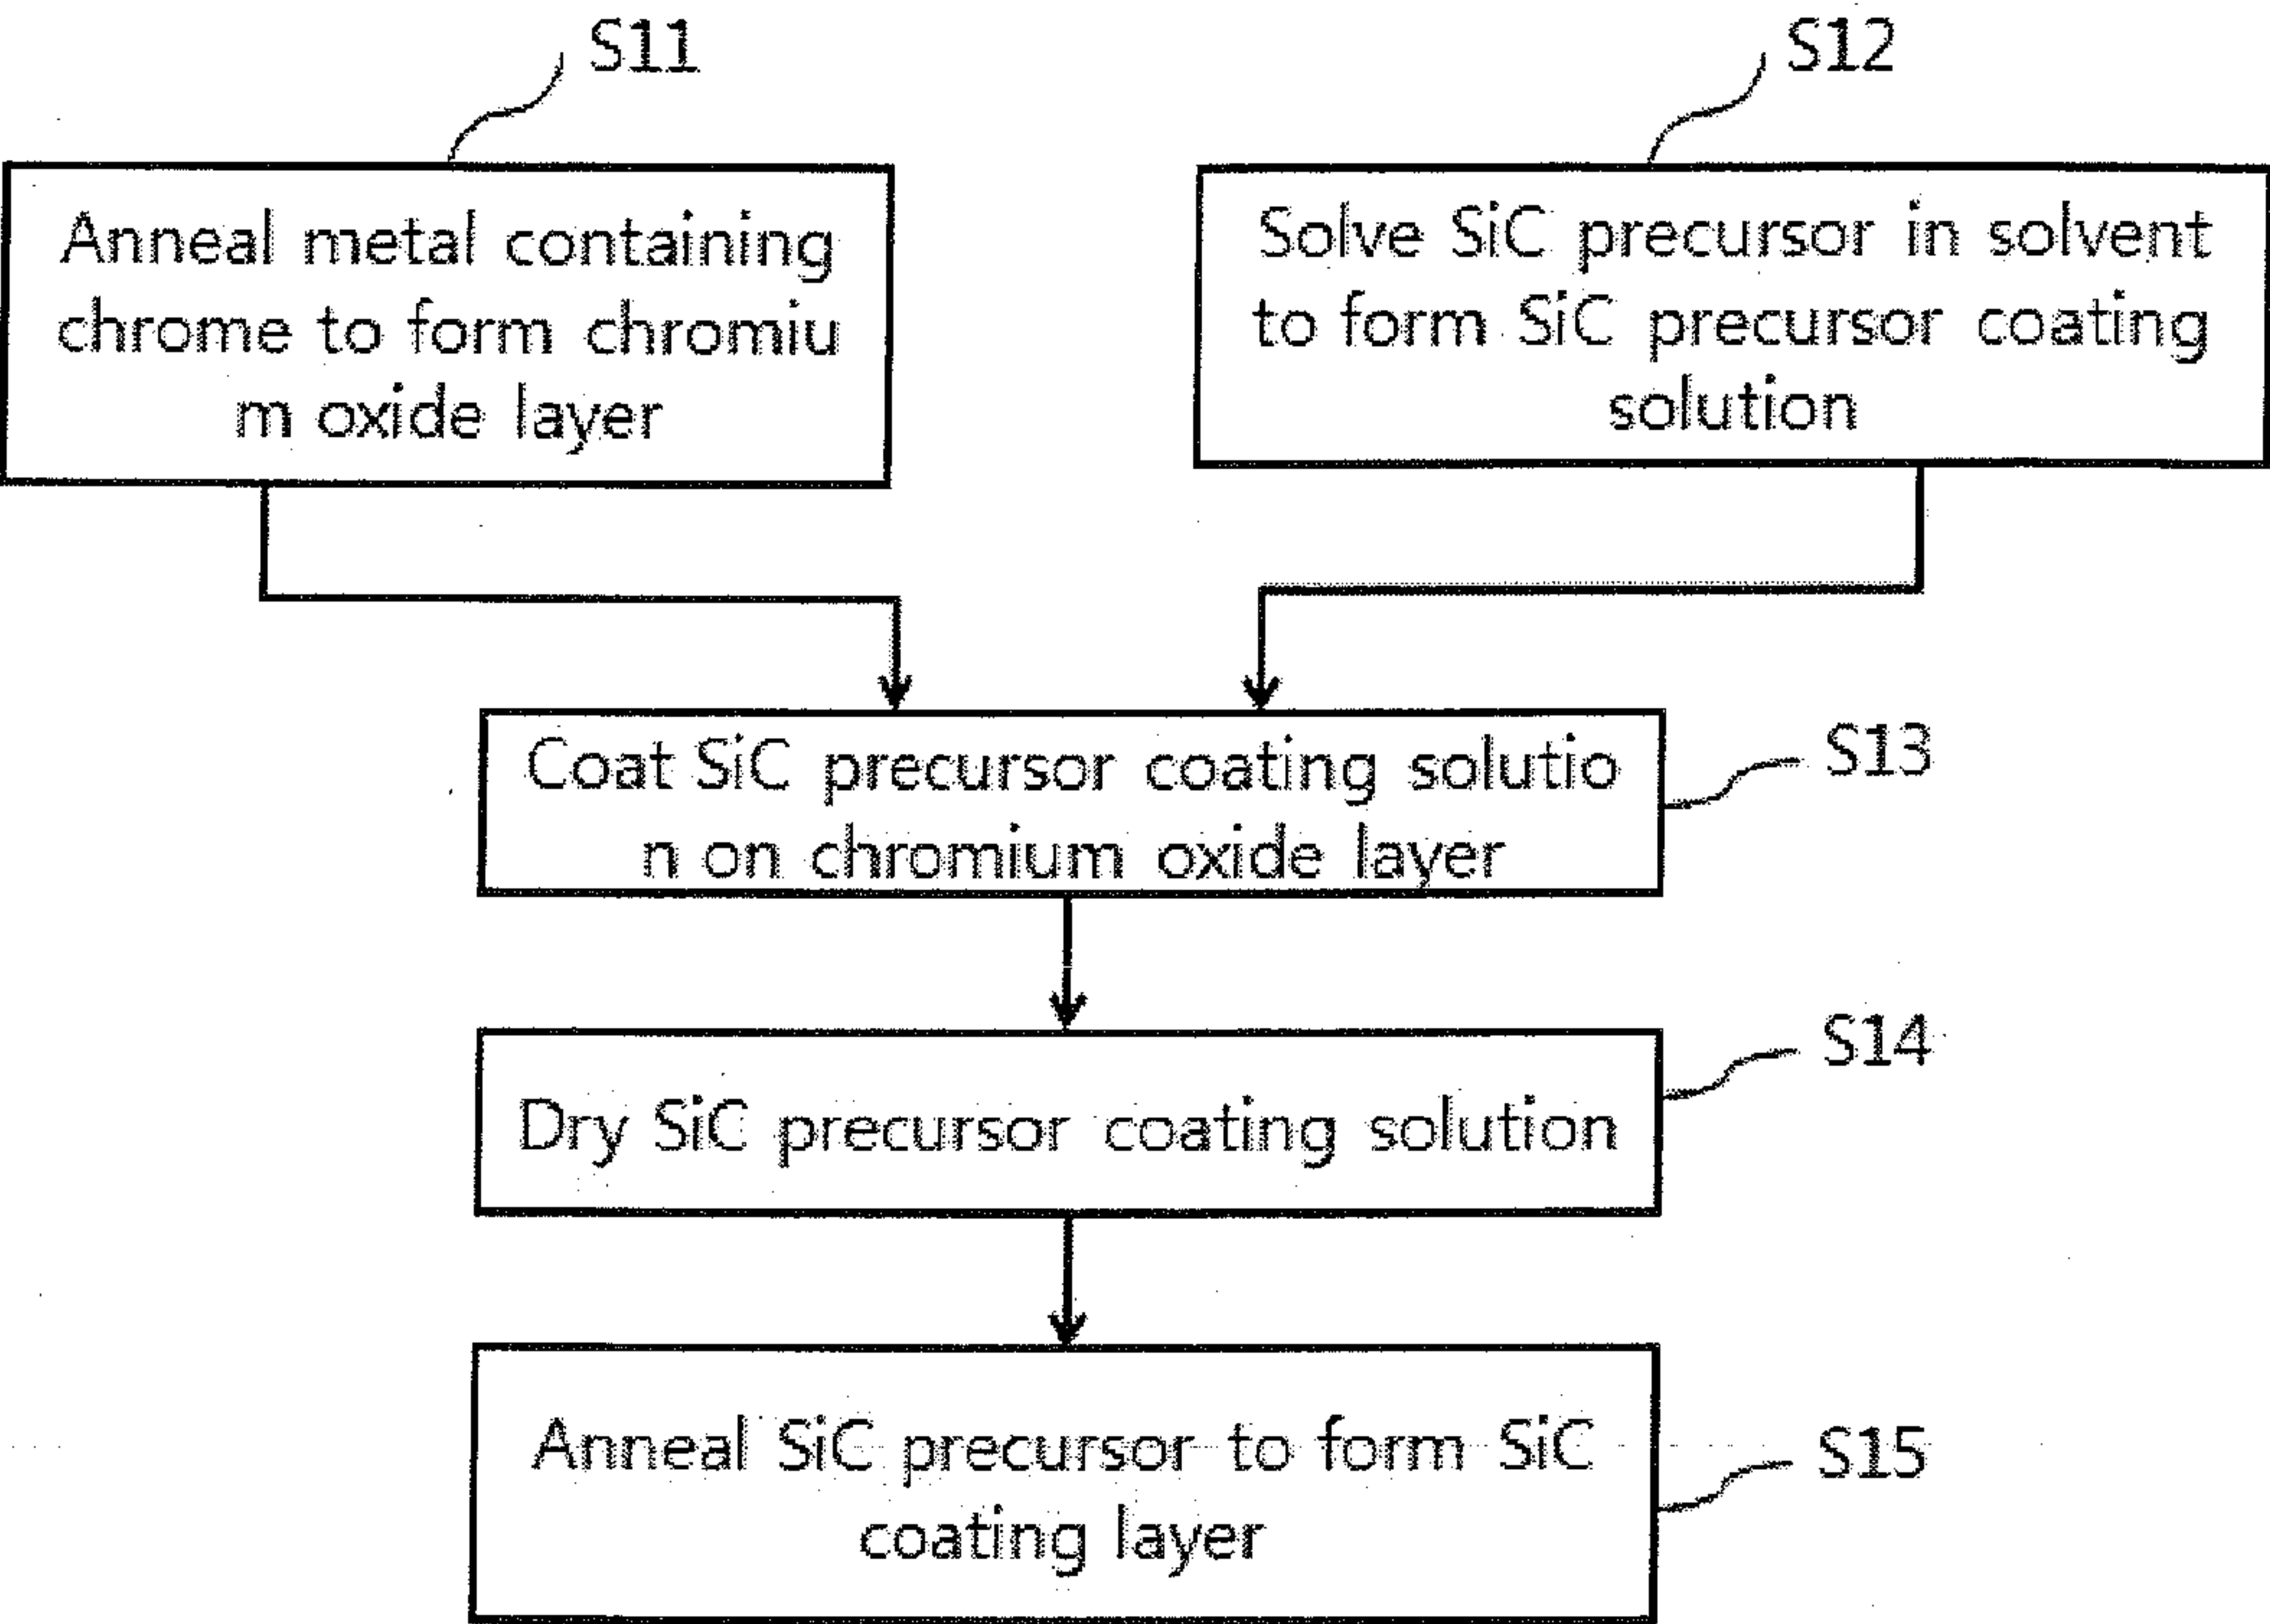 S11
S12
Anneal metal containing
chrome to form chromiu
m oxide layer
Solve SiC precursor in solvent
to form SiC precursor coating
solution
Coat SiC precursor coating solutio
n on chromium oxide layer
S13
Dry SiC precursor coating solution
S14
Anneal SiC precursor to form SiC
coating layer
S15